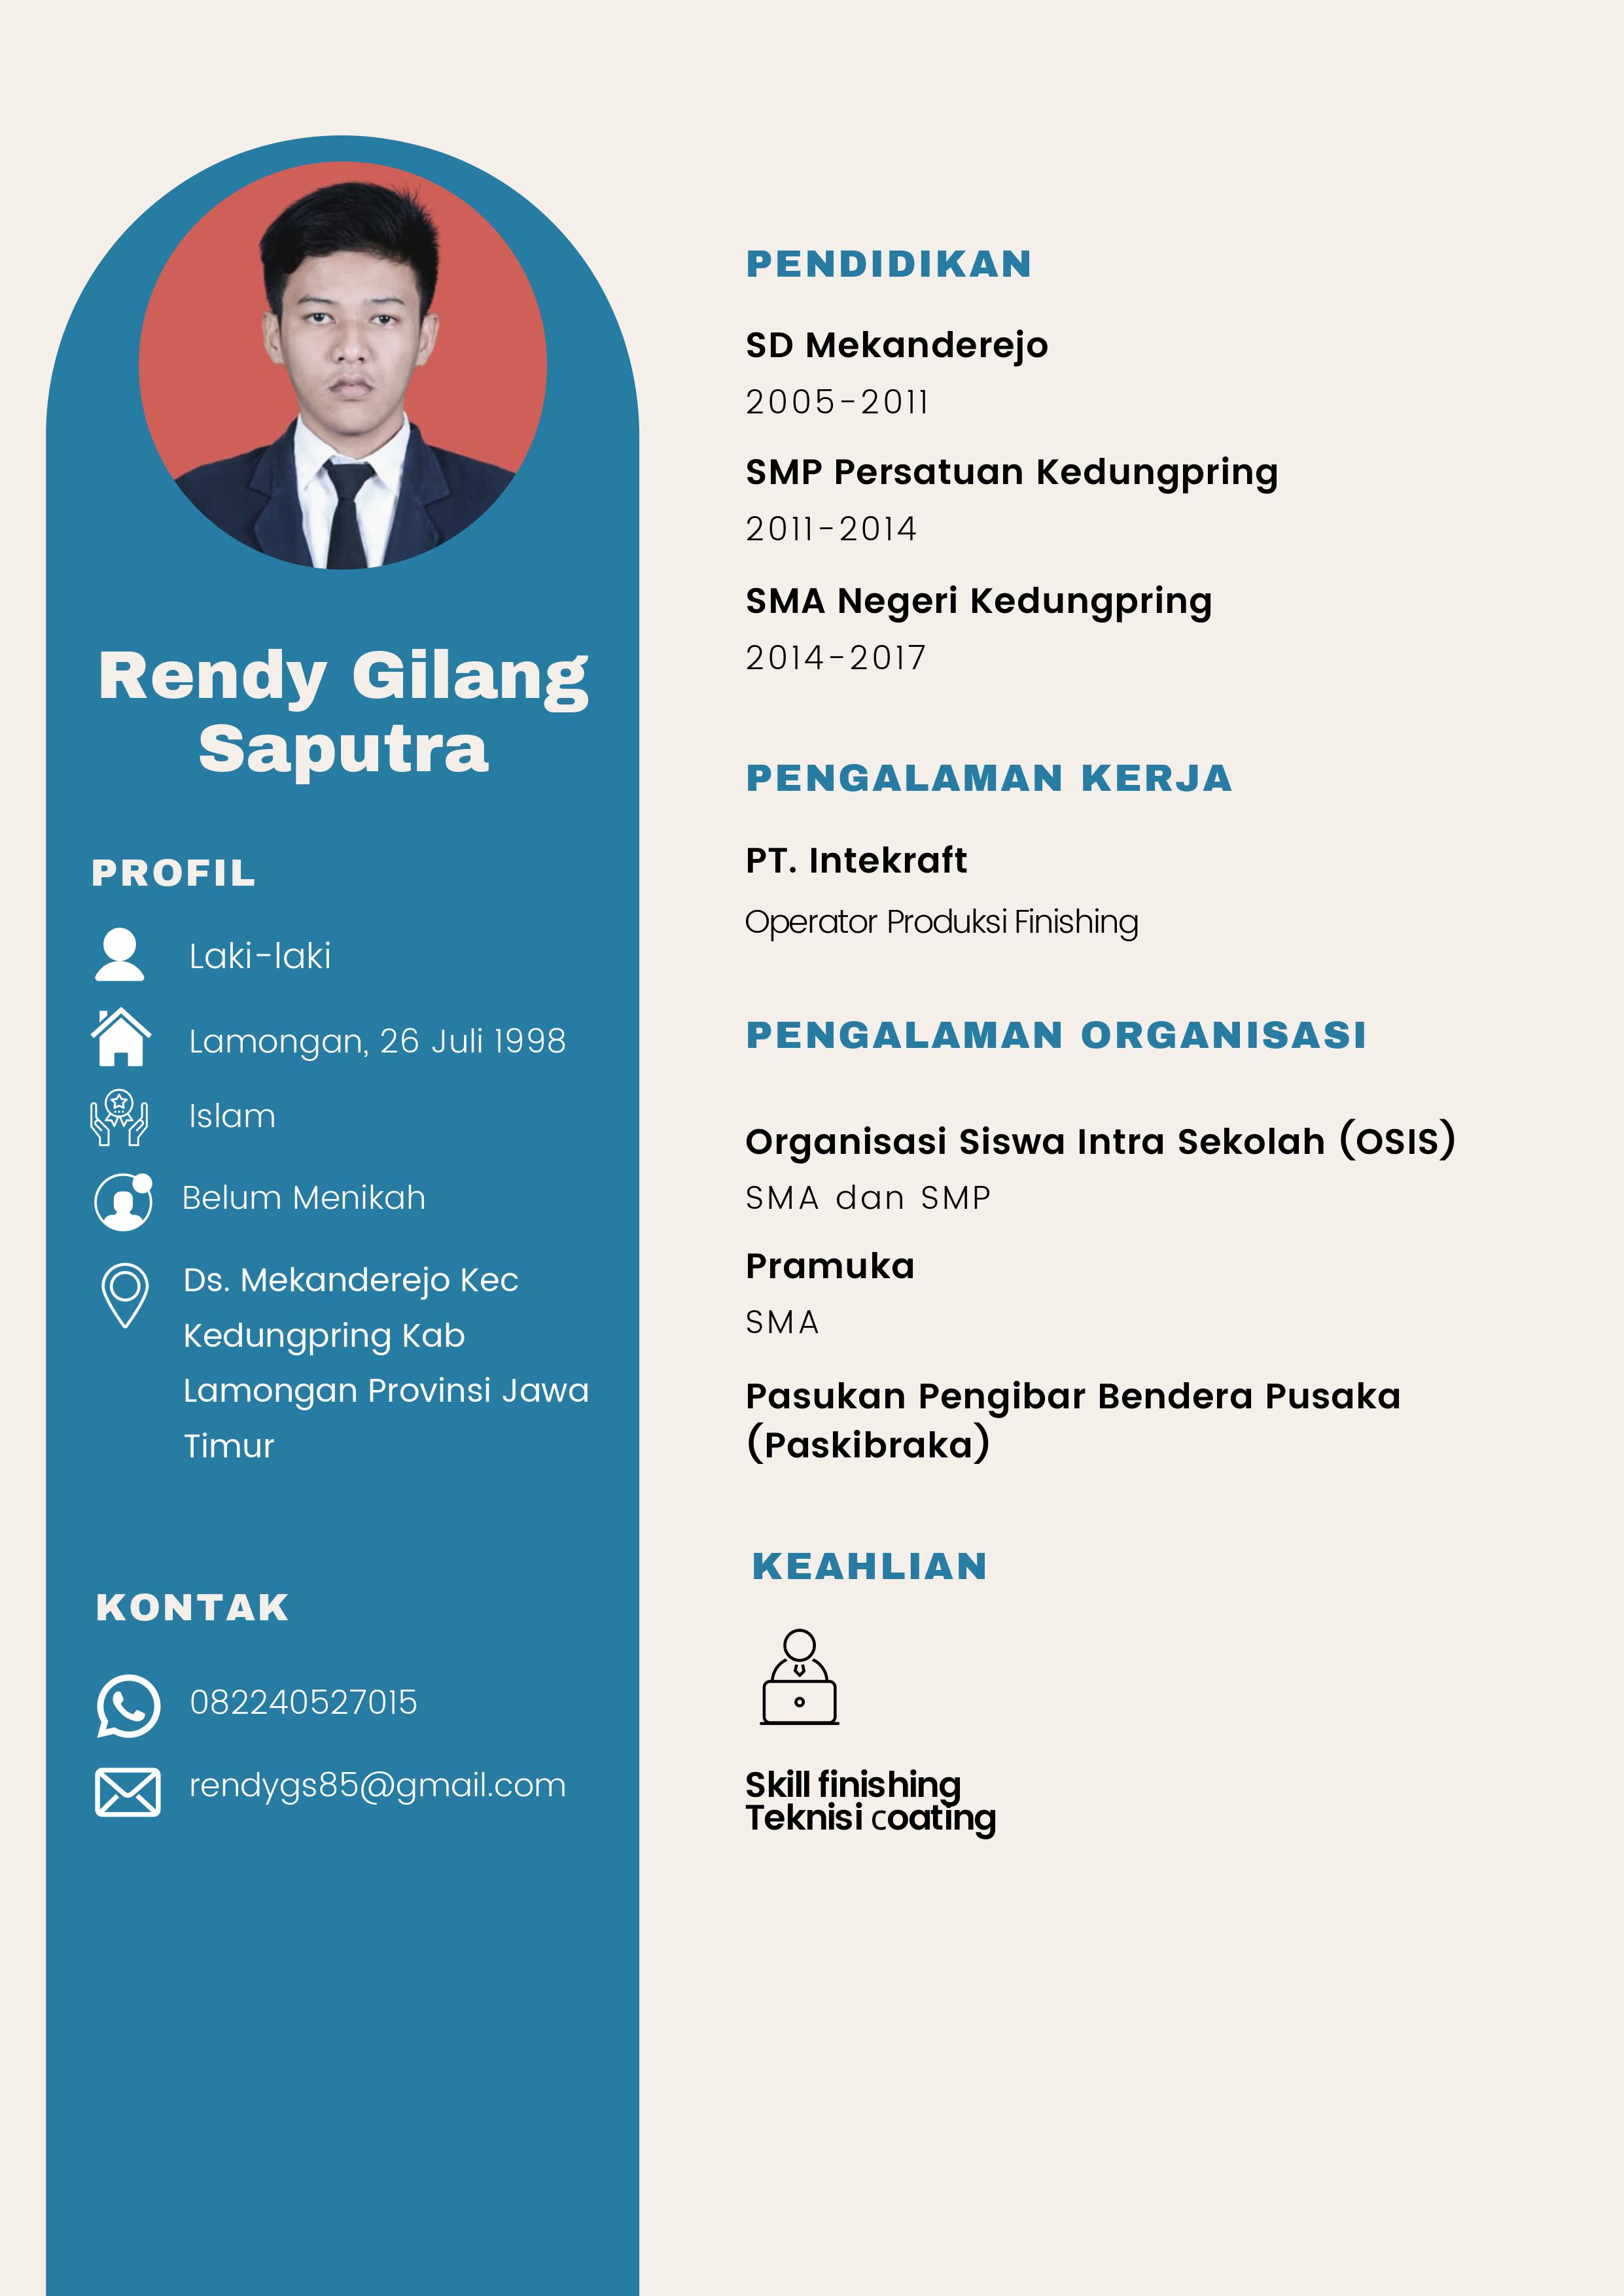 Rendy Gilang
Saputra
PROFIL
Laki-laki
Lamongan, 26 Juli 1998
Islam
Belum Menikah
Ds. Mekanderejo Kec
Kedungpring Kab
Lamongan Provinsi Jawa
Timur
KONTAK
082240527015
rendygs85@gmail.com
PENDIDIKAN
SD Mekanderejo
2005-2011
SMP Persatuan Kedungpring
2011-2014
SMA Negeri Kedungpring
2014-2017
PENGALAMAN KERJA
PT. Intekraft
Operator Produksi Finishing
PENGALAMAN ORGANISASI
Organisasi Siswa Intra Sekolah (OSIS)
SMA dan SMP
Pramuka
SMA
Pasukan Pengibar Bendera Pusaka
(Paskibraka)
KEAHLIAN
Skill finishing
Teknisi coating